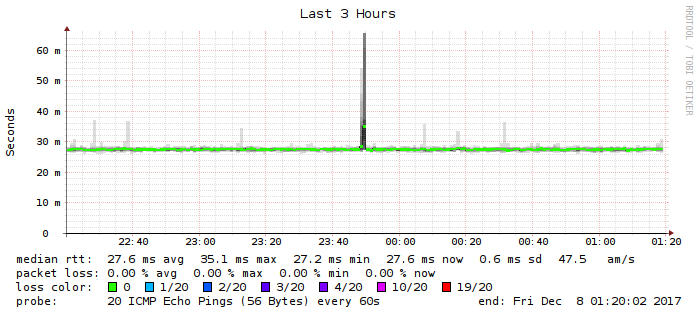 Last 3 Hours
RRDTOOL / TOBI OETIKER
Seconds
60 m
50 m
40 m
30 m
20 m
10 m
0
22:40 23:00 23:20 23:40 00:00 00:20 00:40 01:00 01:20
median rtt: 27.6 ms avg 35.1 ms max 27.2 ms min 27.6 ms now 0.6 ms sd 47.5 am/s
packet loss: 0.00 % avg 0.00 % max 0.00 % min 0.00 % now
loss color: 0 1/20 2/20 3/20 4/20 10/20 19/20
probe: 20 ICMP Echo Pings (56 Bytes) every 60s end: Fri Dec 8 01:20:02 2017